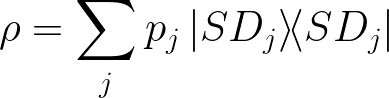 ρ = ∑_j p_j |SD_j⟩⟨SD_j|